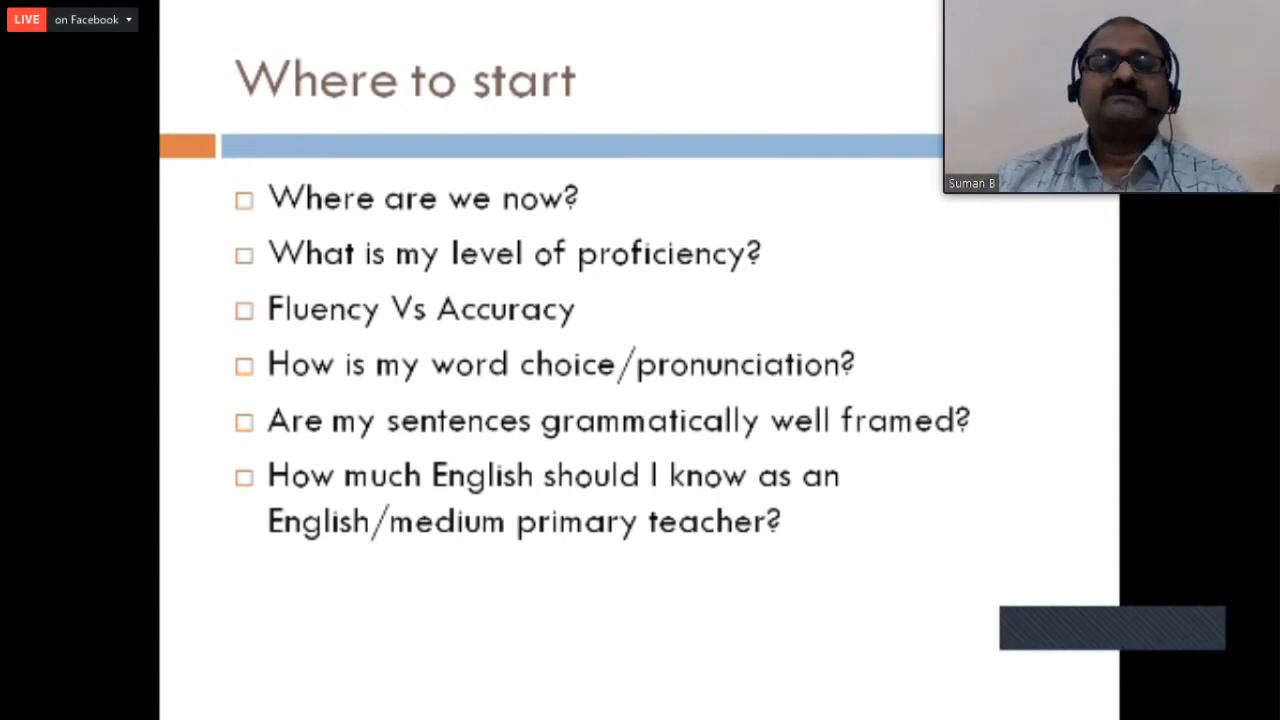 LIVE on Facebook
Where to start
Suman B
Where are we now?
What is my level of proficiency?
Fluency Vs Accuracy
How is my word choice/pronunciation?
Are my sentences grammatically well framed?
How much English should I know as an
English/medium primary teacher?